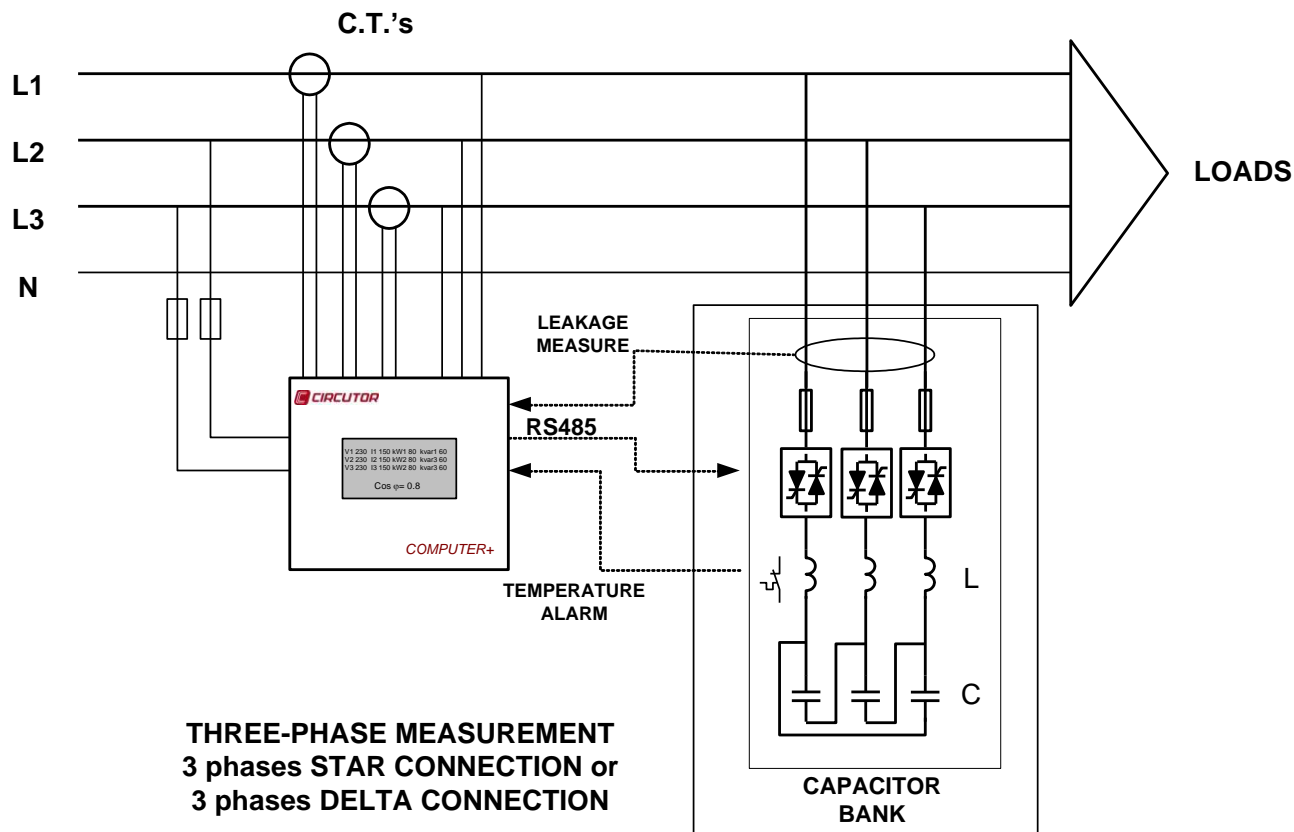 C.T.'s
L1
L2
L3
N
LOADS
LEAKAGE
MEASURE
CIRCUTOR
RS485
V1 230 I1 150 kW1 80 kvar1 60
V2 230 I2 150 kW2 80 kvar3 60
V3 230 I3 150 kW2 80 kvar3 60
Cos φ= 0.8
COMPUTER+
TEMPERATURE
ALARM
L
C
THREE-PHASE MEASUREMENT
3 phases STAR CONNECTION or
3 phases DELTA CONNECTION
CAPACITOR
BANK